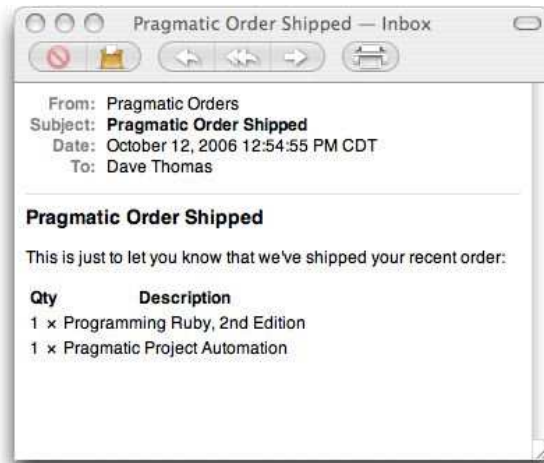 Pragmatic Order Shipped — Inbox
From: Pragmatic Orders
Subject: Pragmatic Order Shipped
Date: October 12, 2006 12:54:55 PM CDT
To: Dave Thomas
Pragmatic Order Shipped
This is just to let you know that we've shipped your recent order:
Qty Description
1 × Programming Ruby, 2nd Edition
1 × Pragmatic Project Automation